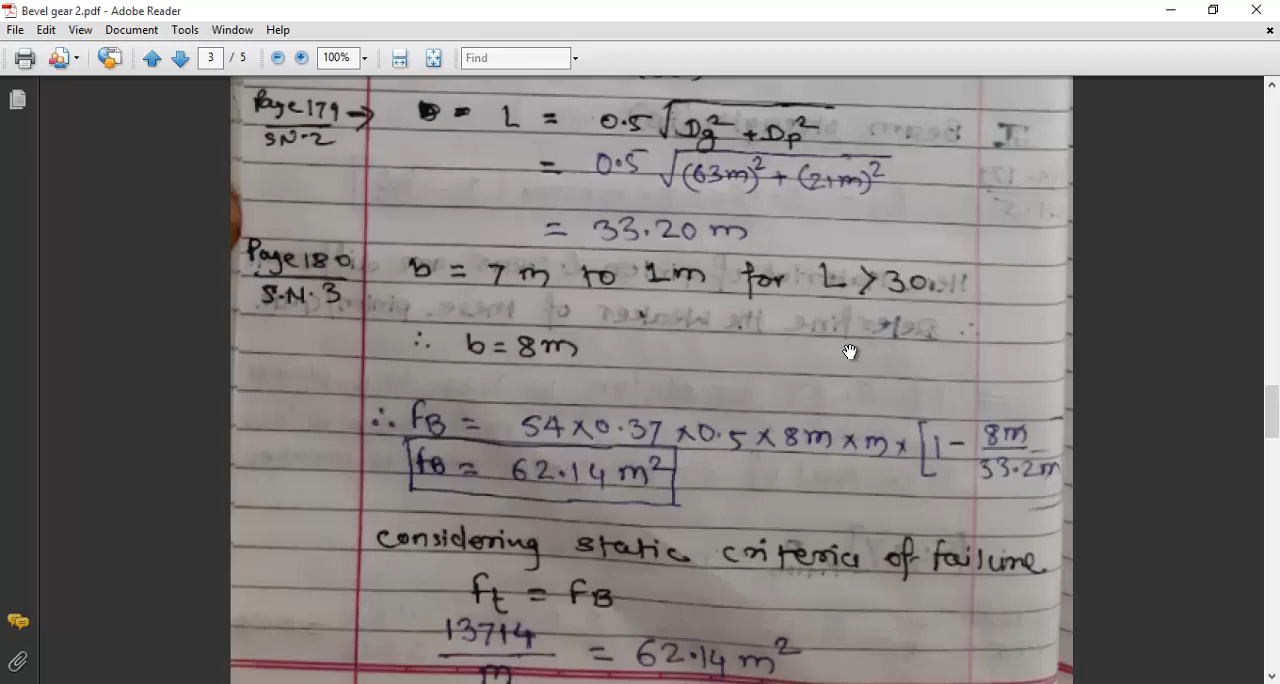 Bevel gear 2.pdf - Adobe Reader
File Edit View Document Tools Window Help
3 / 5 100% Find
Page 179 → L = 0.5 √Dg² + Dp²
S.N.2
= 0.5 √(63m)² + (21m)²
= 33.20 m
Page 180 b = 7m to 1m for L > 30
S.N.3
∴ b = 8m
∴ fB = 54 × 0.37 × 0.5 × 8m × m × [1 - 8m/33.2m
fB = 62.14 m²
considering static criteria of failure
ft = fB
13714/m = 62.14 m²